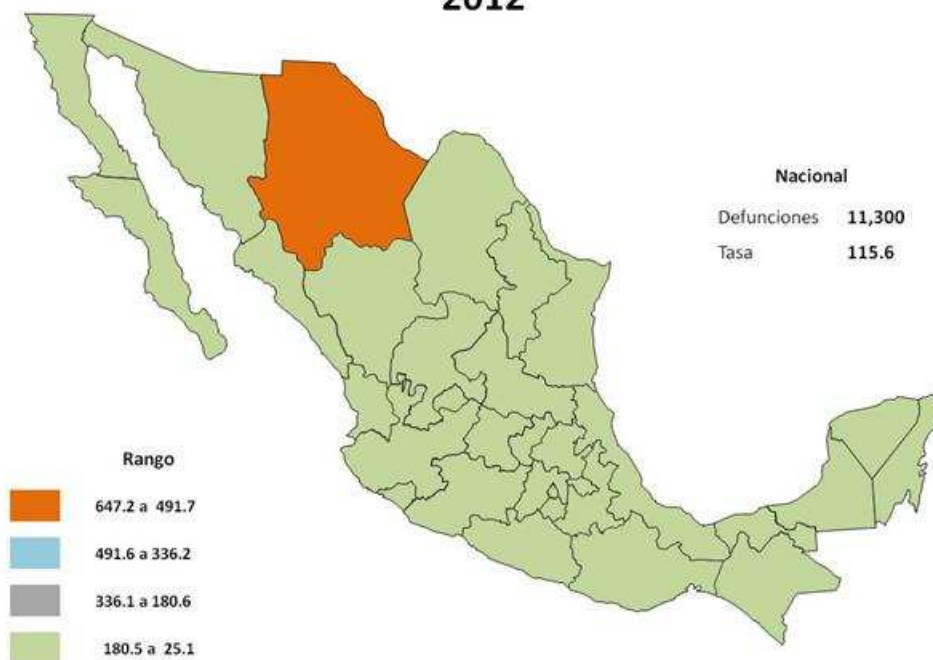 2012
Nacional
Defunciones 11,300
Tasa 115.6
Rango
647.2 a 491.7
491.6 a 336.2
336.1 a 180.6
180.5 a 25.1